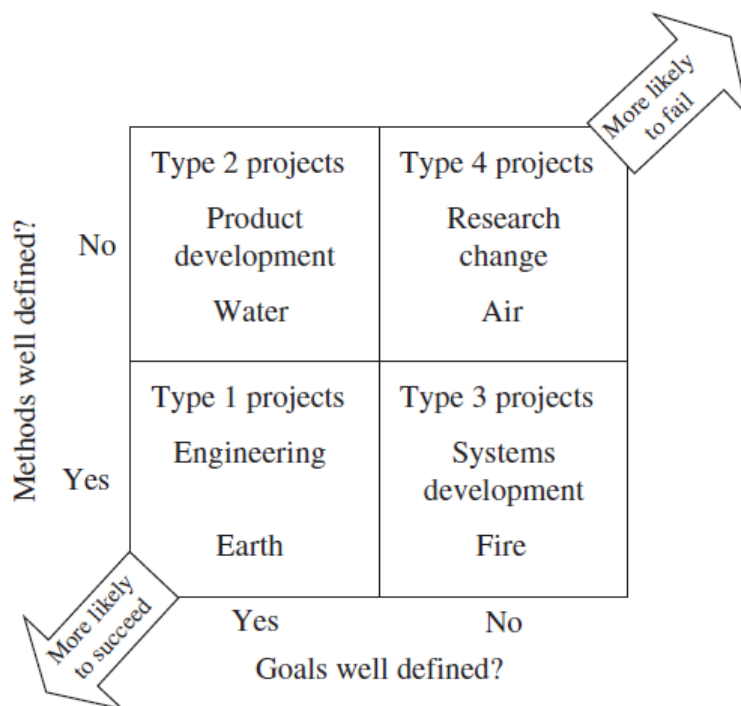 More likely
to fail
Type 2 projects
Product
development
Water
Type 4 projects
Research
change
Air
No
Methods well defined?
Yes
Type 1 projects
Engineering
Earth
Type 3 projects
Systems
development
Fire
More likely
to succeed
Yes
No
Goals well defined?